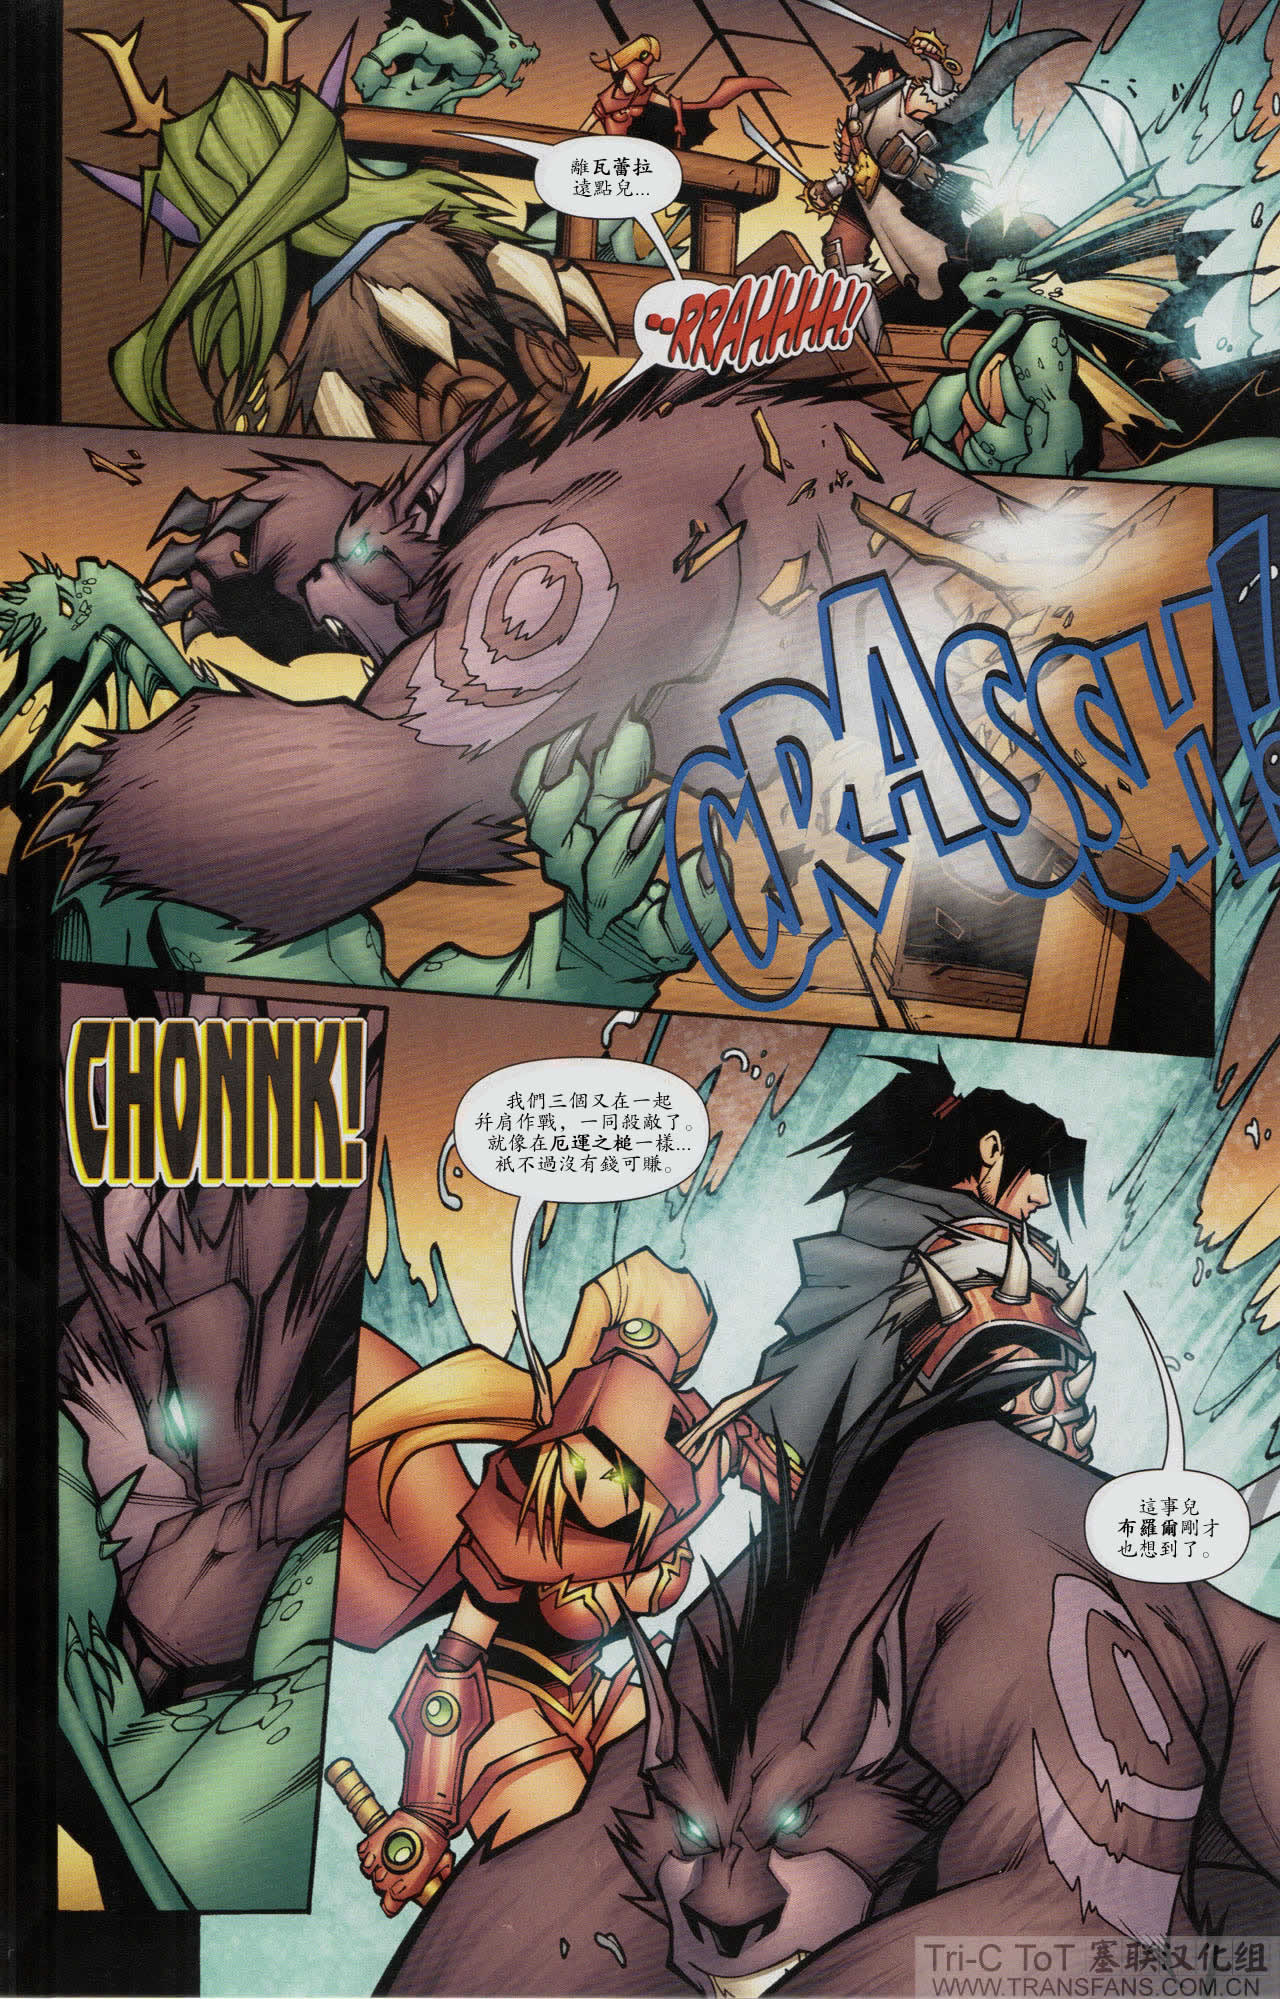 離瓦蕾拉
遠點兒...
--RRAHHHH!
CRASSH!
CHONNK!
我們三個又在一起
并肩作戰，一同殺敵了。
就像在厄運之槌一樣...
衹不過沒有錢可賺。
這事兒
布羅爾剛才
也想到了。
Tri-C ToT 塞联汉化组
WWW.TRANSFANS.COM.CN